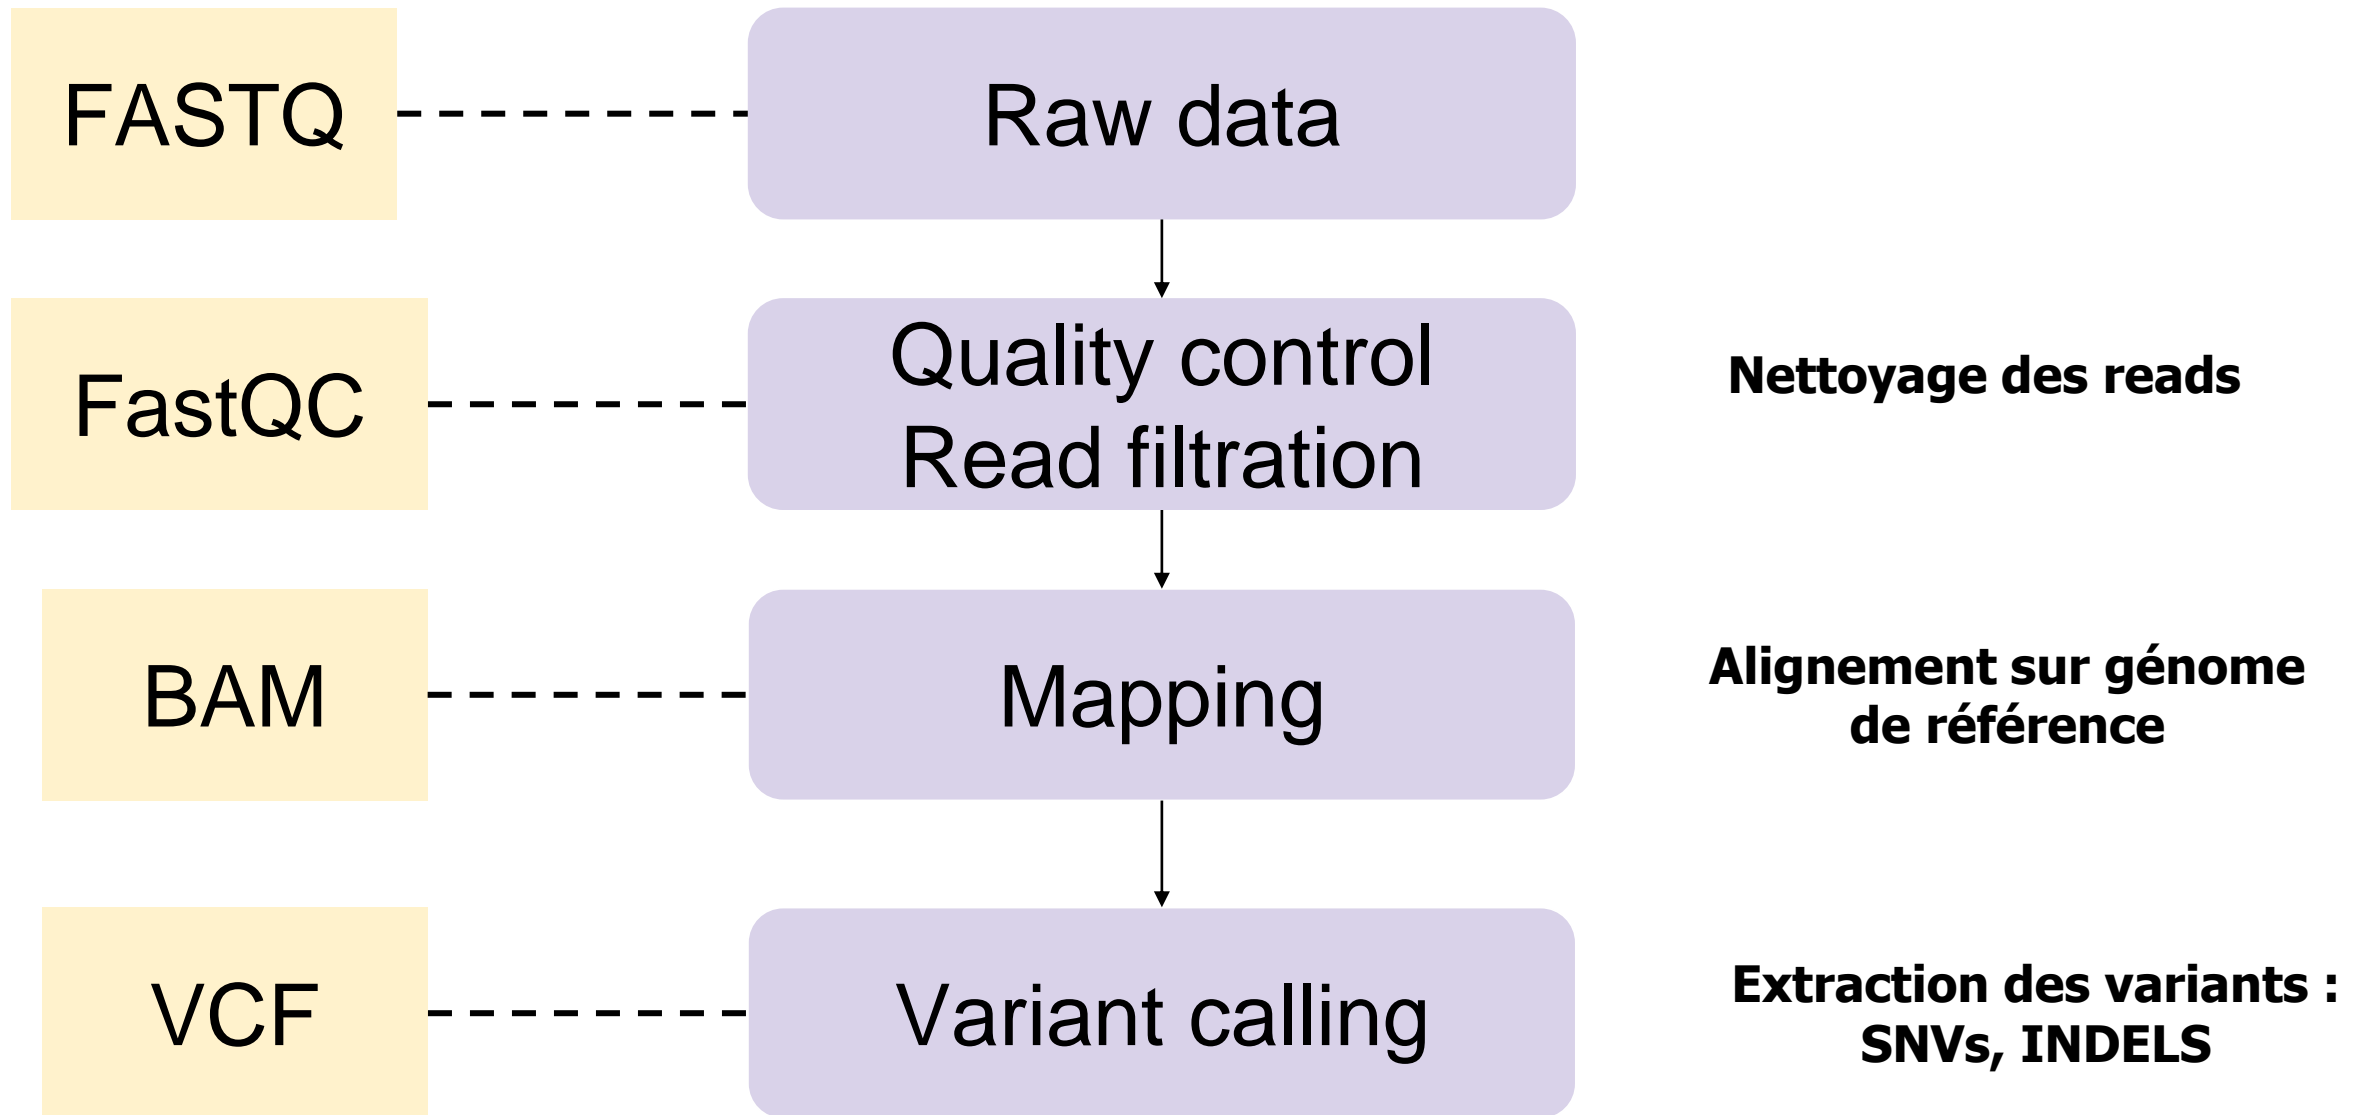 FASTQ
Raw data
FastQC
Quality control
Read filtration
Nettoyage des reads
BAM
Mapping
Alignement sur génome
de référence
VCF
Variant calling
Extraction des variants :
SNVs, INDELS